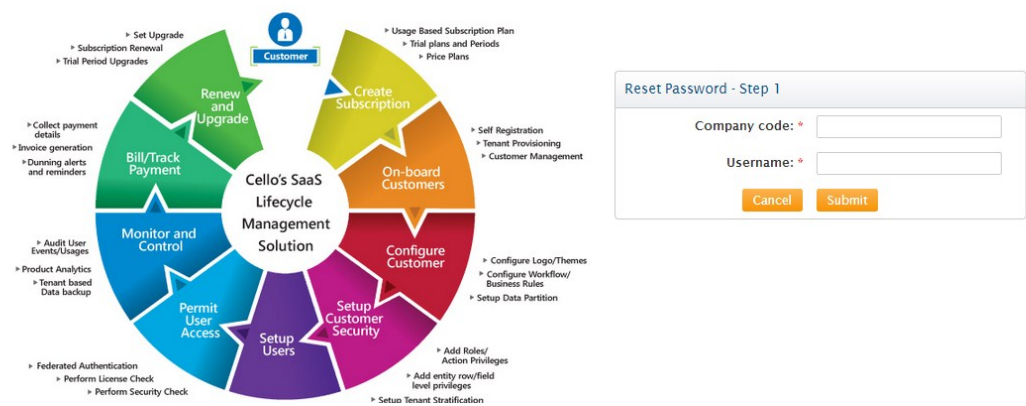 Customer
Set Upgrade
Subscription Renewal
Trial Period Upgrades
Usage Based Subscription Plan
Trial plans and Periods
Price Plans
Renew
and
Upgrade
Create
Subscription
Collect payment
details
Invoice generation
Dunning alerts
and reminders
Bill/Track
Payment
On-board
Customers
Self Registration
Tenant Provisioning
Customer Management
Cello's SaaS
Lifecycle
Management
Solution
Audit User
Events/Usages
Product Analytics
Tenant based
Data backup
Monitor and
Control
Configure
Customer
Configure Logo/Themes
Configure Workflow/
Business Rules
Setup Data Partition
Permit
User
Access
Setup
Users
Setup
Customer
Security
Federated Authentication
Perform License Check
Perform Security Check
Add Roles/
Action Privileges
Add entity row/field
level privileges
Setup Tenant Stratification
Reset Password - Step 1
Company code: *
Username: *
Cancel Submit